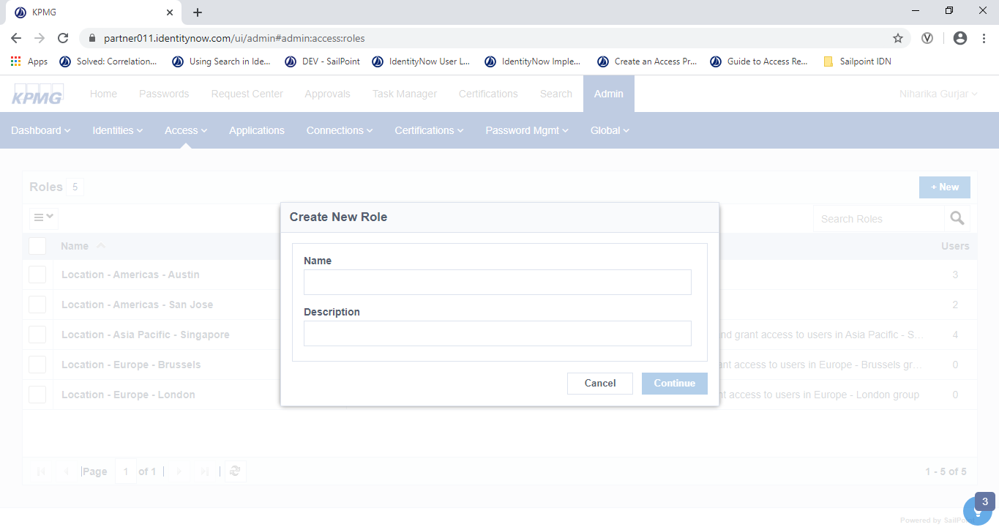 KPMG
partner011.identitynow.com/ui/admin#admin:access:roles
Apps Solved: Correlation... Using Search in Ide... DEV - SailPoint IdentityNow User L... IdentityNow Imple... Create an Access Pr... Guide to Access Re... Sailpoint IDN
KPMG Home Passwords Request Center Approvals Task Manager Certifications Search Admin Niharika Gurjar
Dashboard Identities Access Applications Connections Certifications Password Mgmt Global
Roles 5 + New
Search Roles
Create New Role
Name Users
Name
Location - Americas - Austin 3
Location - Americas - San Jose 2
Description
Location - Asia Pacific - Singapore nd grant access to users in Asia Pacific - S... 4
Location - Europe - Brussels ant access to users in Europe - Brussels gr... 0
Cancel Continue
Location - Europe - London nt access to users in Europe - London group 0
Page 1 of 1 1 - 5 of 5
3
Powered by SailPoint